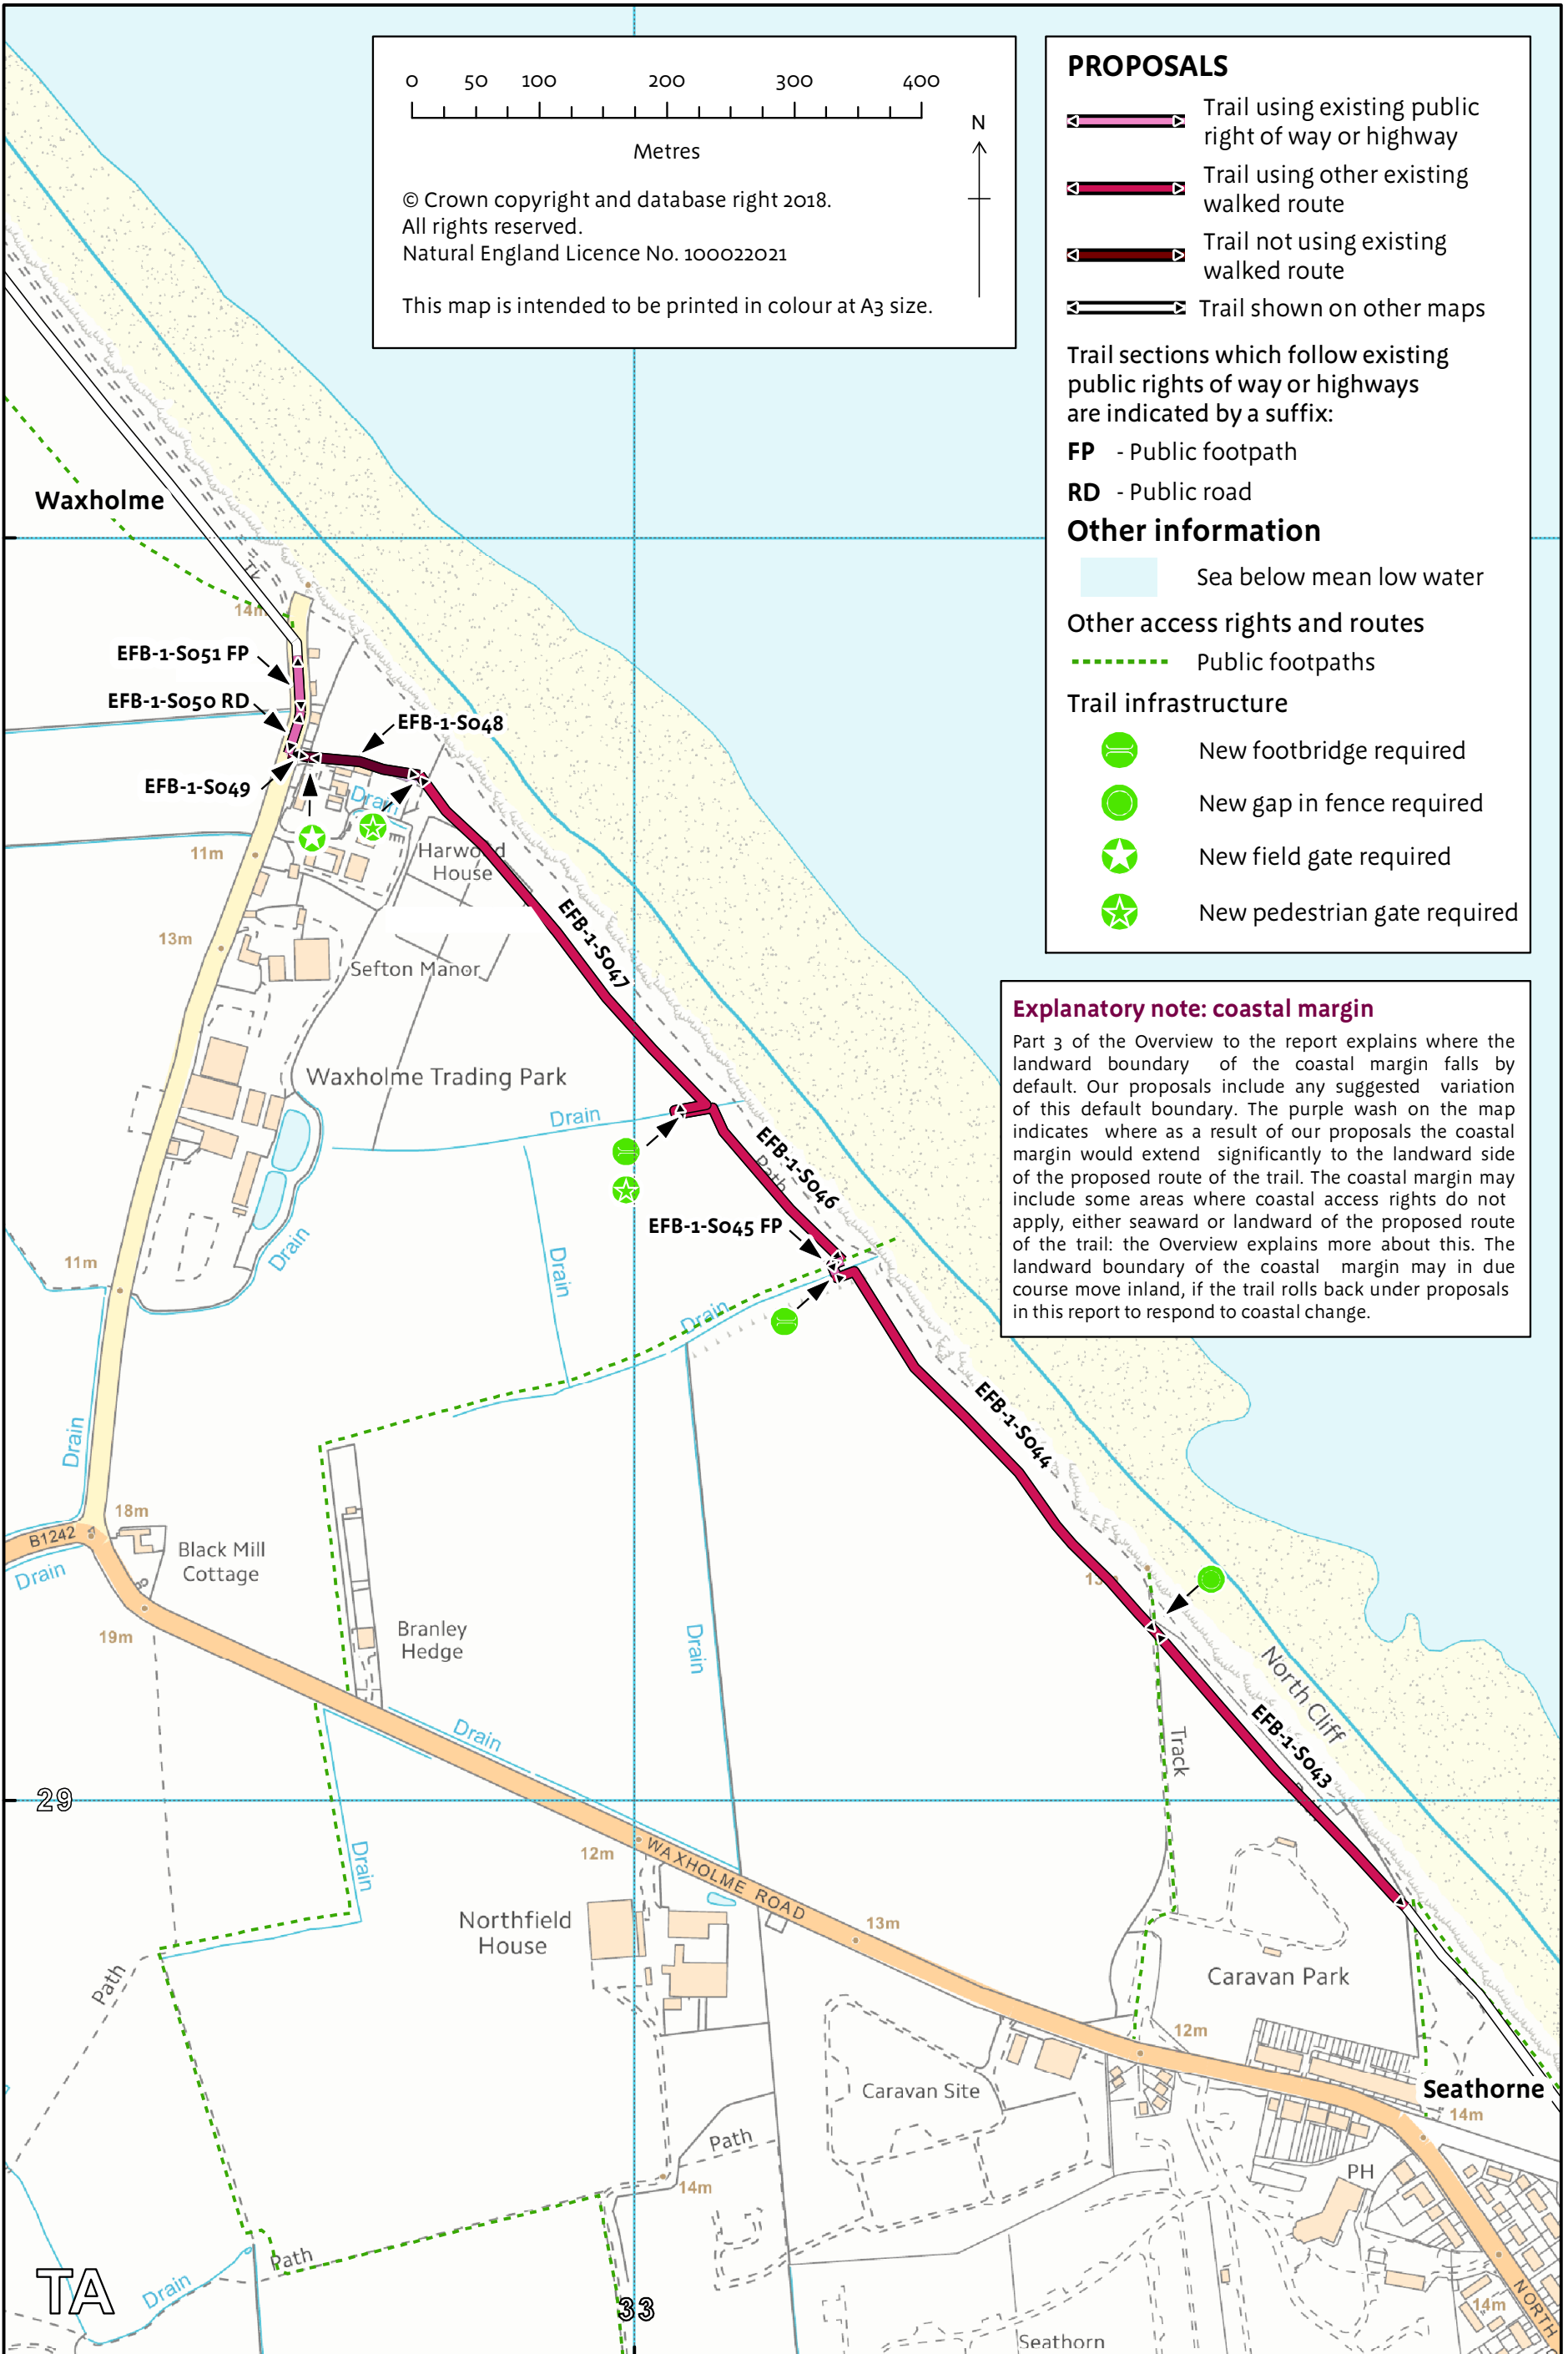 0 50 100 200 300 400
Metres
N
© Crown copyright and database right 2018.
All rights reserved.
Natural England Licence No. 100022021
This map is intended to be printed in colour at A3 size.
PROPOSALS
Trail using existing public
right of way or highway
Trail using other existing
walked route
Trail not using existing
walked route
Trail shown on other maps
Trail sections which follow existing
public rights of way or highways
are indicated by a suffix:
FP - Public footpath
RD - Public road
Other information
Sea below mean low water
Other access rights and routes
Public footpaths
Trail infrastructure
New footbridge required
New gap in fence required
New field gate required
New pedestrian gate required
Explanatory note: coastal margin
Part 3 of the Overview to the report explains where the
landward boundary of the coastal margin falls by
default. Our proposals include any suggested variation
of this default boundary. The purple wash on the map
indicates where as a result of our proposals the coastal
margin would extend significantly to the landward side
of the proposed route of the trail. The coastal margin may
include some areas where coastal access rights do not
apply, either seaward or landward of the proposed route
of the trail: the Overview explains more about this. The
landward boundary of the coastal margin may in due
course move inland, if the trail rolls back under proposals
in this report to respond to coastal change.
Waxholme
Tk
14m
EFB-1-S051 FP
EFB-1-S050 RD
EFB-1-S048
EFB-1-S049
Drain
11m
Harwood
House
EFB-1-S047
13m
Sefton Manor
Waxholme Trading Park
Drain
EFB-1-S046
Path
EFB-1-S045 FP
Drain
11m
Drain
Drain
EFB-1-S044
Drain
18m
B1242
Black Mill
Cottage
Drain
19m
Branley
Hedge
Drain
North Cliff
EFB-1-S043
Drain
Track
29
Drain
12m
WAXHOLME ROAD
Northfield
House
13m
Path
Caravan Park
12m
Caravan Site
Seathorne
14m
Path
PH
14m
Path
TA
Drain
33
14m
NORTH
Seathorn